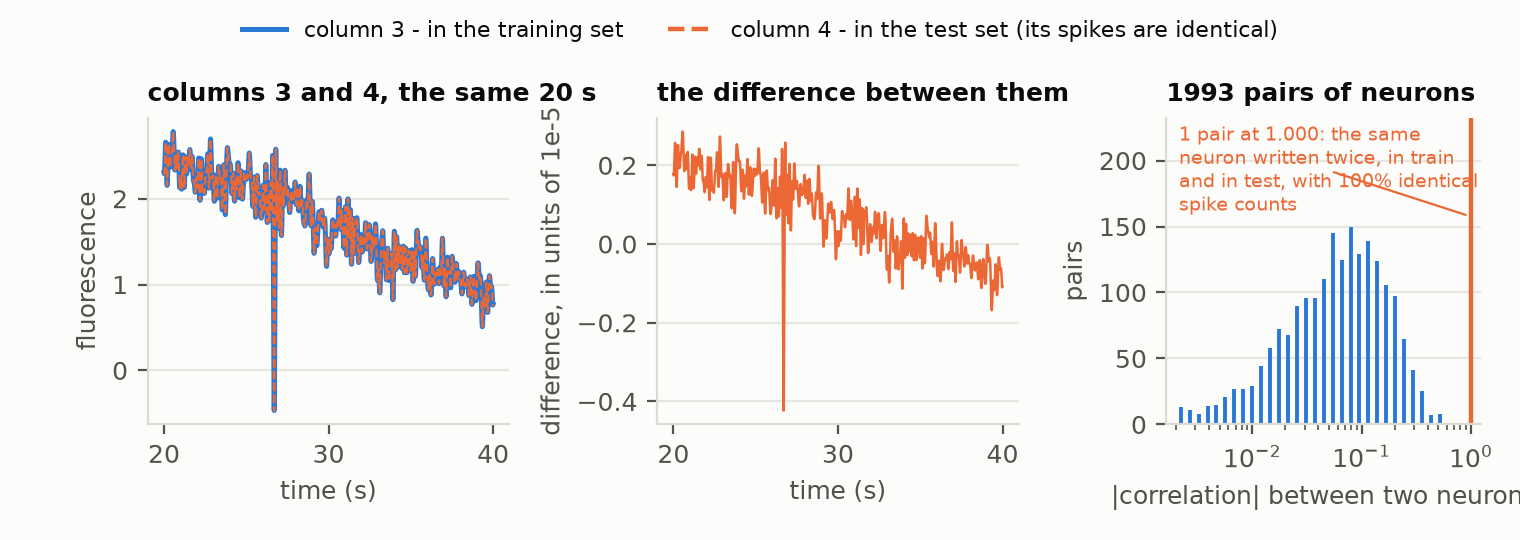 column 3 - in the training set
column 4 - in the test set (its spikes are identical)
columns 3 and 4, the same 20 s
fluorescence
2
1
0
20
30
40
time (s)
the difference between them
difference, in units of 1e-5
0.2
0.0
−0.2
−0.4
20
30
40
time (s)
1993 pairs of neurons
1 pair at 1.000: the same
neuron written twice, in train
and in test, with 100% identical
spike counts
pairs
200
150
100
50
0
10⁻²
10⁻¹
10⁰
|correlation| between two neuron